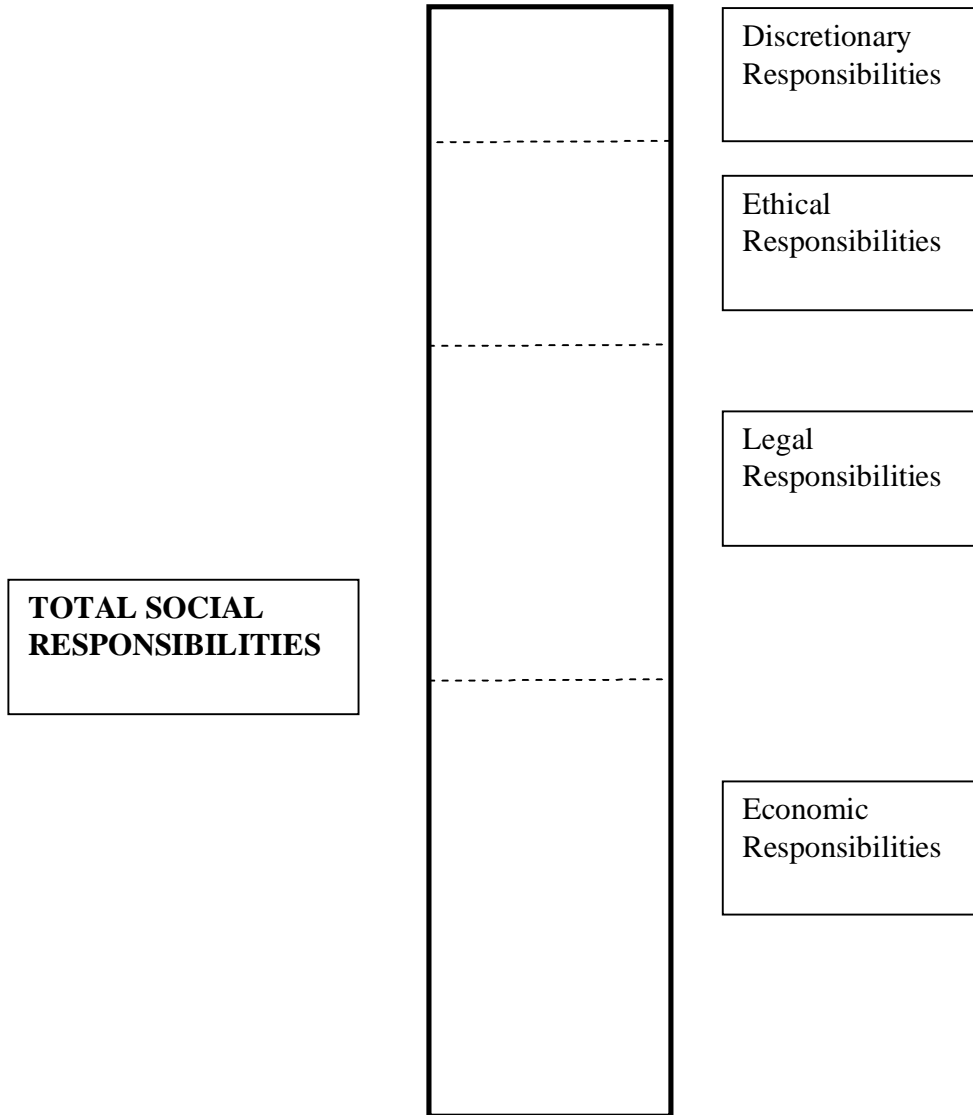 Discretionary
Responsibilities
Ethical
Responsibilities
Legal
Responsibilities
TOTAL SOCIAL
RESPONSIBILITIES
Economic
Responsibilities